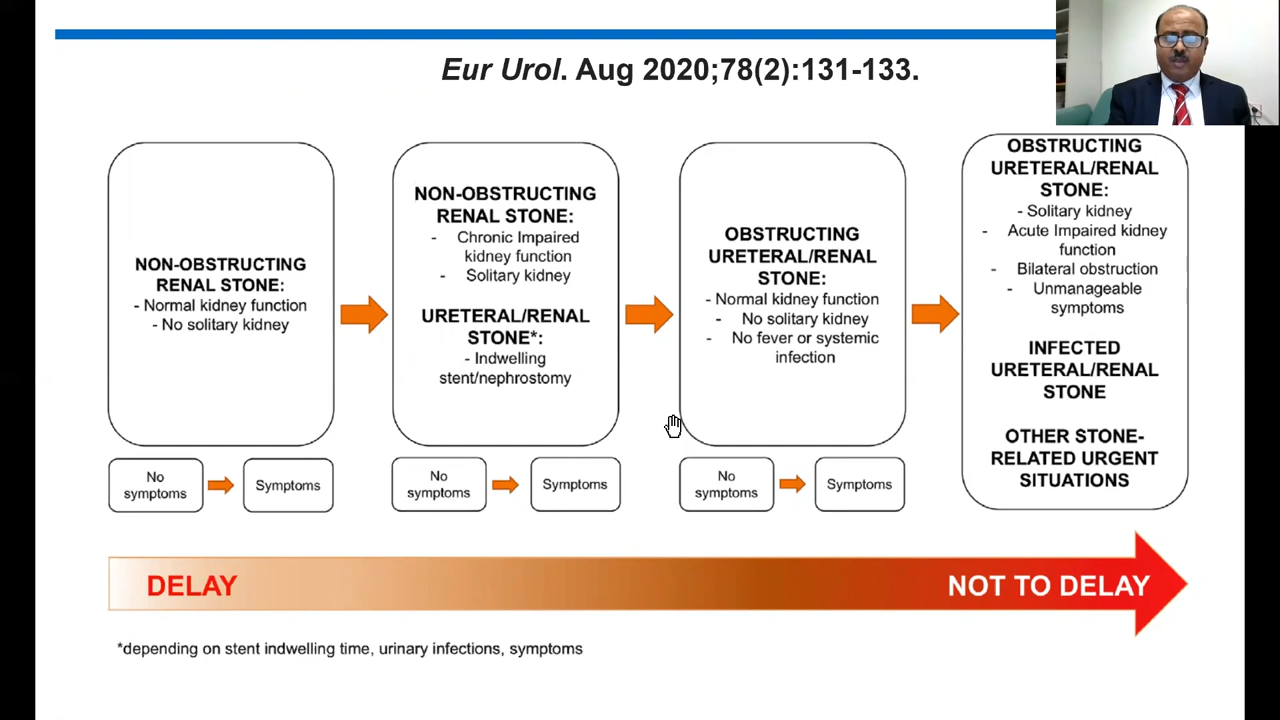 Eur Urol. Aug 2020;78(2):131-133.
NON-OBSTRUCTING
RENAL STONE:
- Normal kidney function
- No solitary kidney
No
symptoms
Symptoms
NON-OBSTRUCTING
RENAL STONE:
- Chronic Impaired
kidney function
- Solitary kidney
URETERAL/RENAL
STONE*:
- Indwelling
stent/nephrostomy
No
symptoms
Symptoms
OBSTRUCTING
URETERAL/RENAL
STONE:
- Normal kidney function
- No solitary kidney
- No fever or systemic
infection
No
symptoms
Symptoms
OBSTRUCTING
URETERAL/RENAL
STONE:
- Solitary kidney
- Acute Impaired kidney
function
- Bilateral obstruction
- Unmanageable
symptoms
INFECTED
URETERAL/RENAL
STONE
OTHER STONE-
RELATED URGENT
SITUATIONS
DELAY
NOT TO DELAY
*depending on stent indwelling time, urinary infections, symptoms